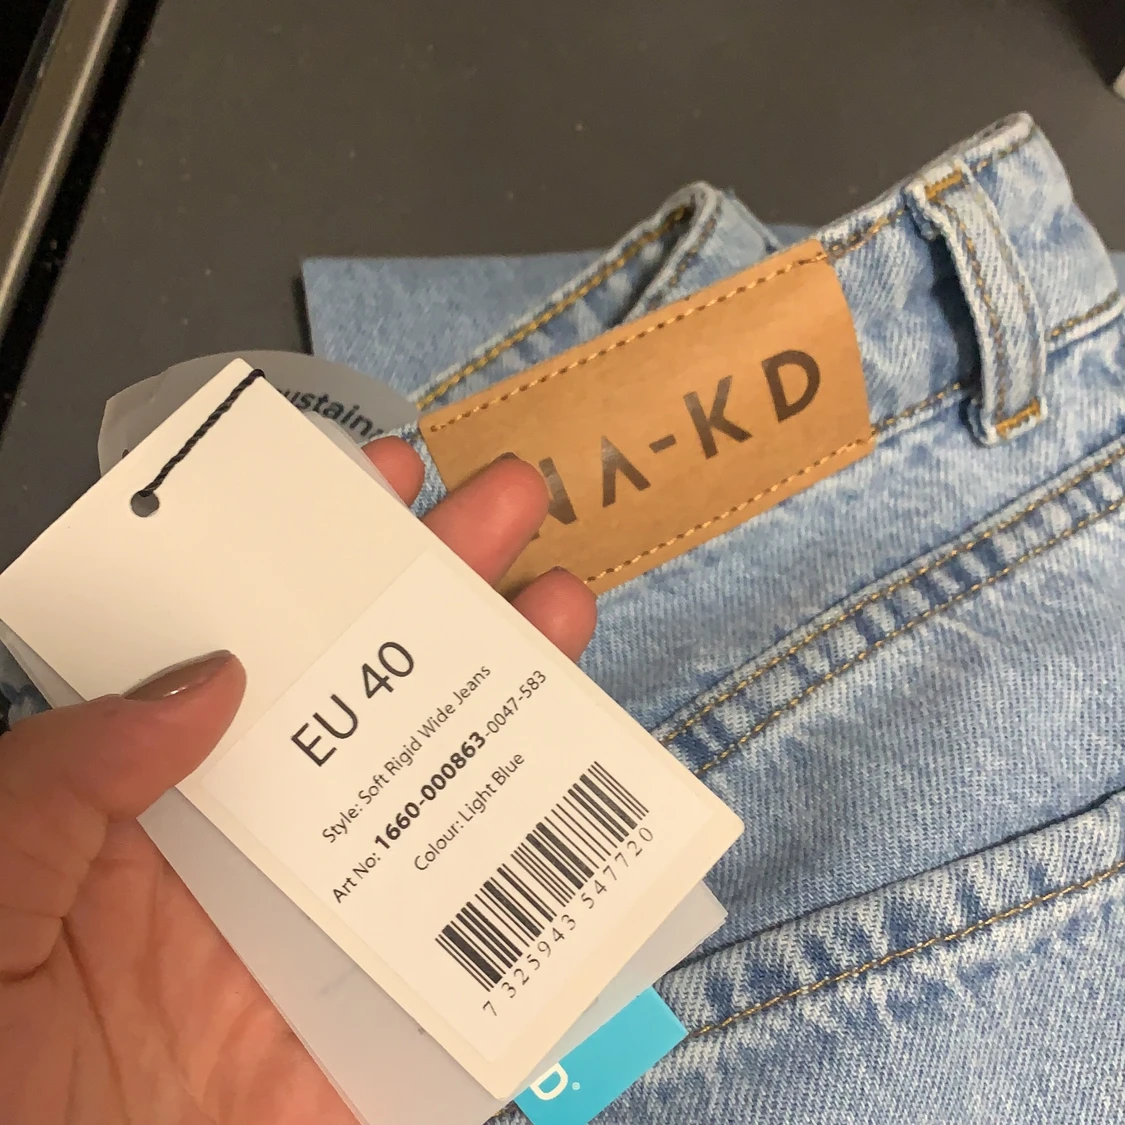 NA-KD
EU 40
Style: Soft Rigid Wide Jeans
Art No: 1660-000863-0047-583
Colour: Light Blue
7 325943 547720